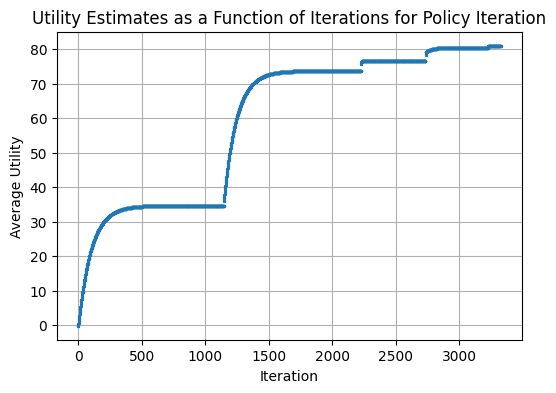 Utility Estimates as a Function of Iterations for Policy Iteration
80
70
60
50
40
30
20
10
0
Average Utility
0 500 1000 1500 2000 2500 3000
Iteration